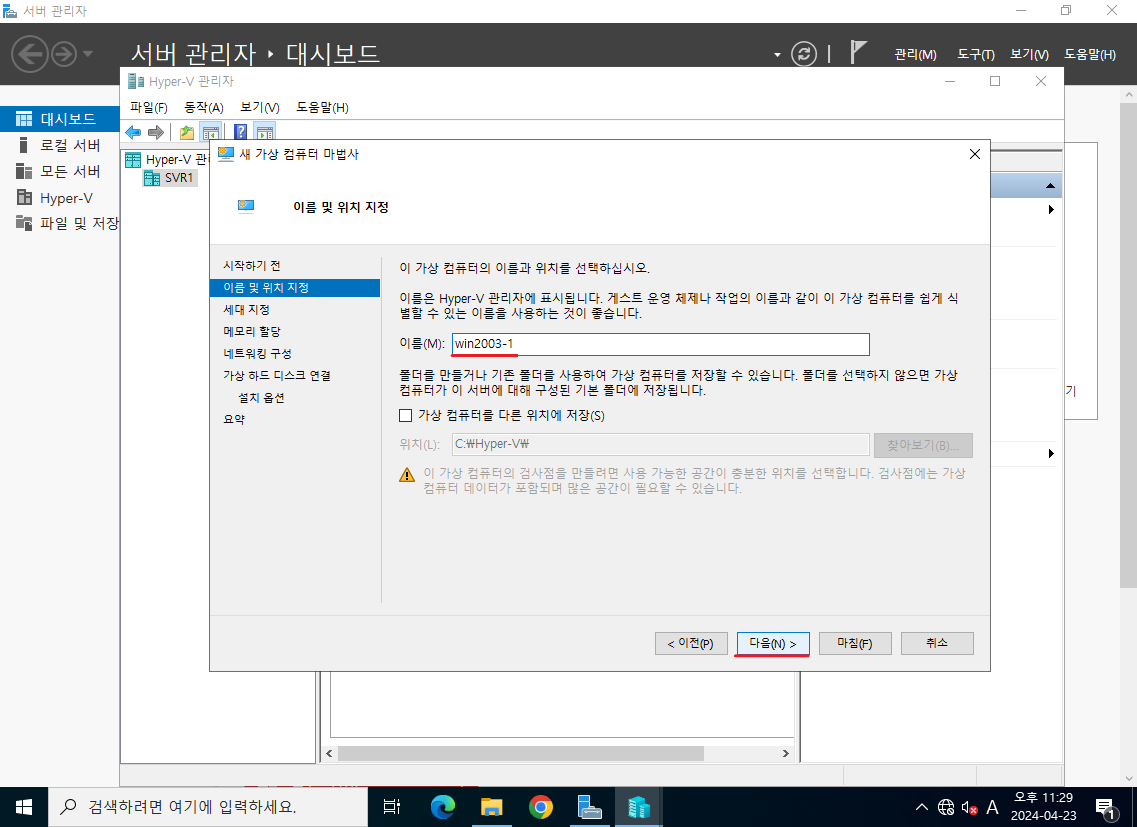 서버 관리자
서버 관리자 ‣ 대시보드
관리(M) 도구(T) 보기(V) 도움말(H)
대시보드
로컬 서버
모든 서버
Hyper-V
파일 및 저장
Hyper-V 관리자
파일(F) 동작(A) 보기(V) 도움말(H)
Hyper-V 관
SVR1
기
새 가상 컴퓨터 마법사
이름 및 위치 지정
시작하기 전
이름 및 위치 지정
세대 지정
메모리 할당
네트워킹 구성
가상 하드 디스크 연결
설치 옵션
요약
이 가상 컴퓨터의 이름과 위치를 선택하십시오.
이름은 Hyper-V 관리자에 표시됩니다. 게스트 운영 체제나 작업의 이름과 같이 이 가상 컴퓨터를 쉽게 식
별할 수 있는 이름을 사용하는 것이 좋습니다.
이름(M): win2003-1
폴더를 만들거나 기존 폴더를 사용하여 가상 컴퓨터를 저장할 수 있습니다. 폴더를 선택하지 않으면 가상
컴퓨터가 이 서버에 대해 구성된 기본 폴더에 저장됩니다.
가상 컴퓨터를 다른 위치에 저장(S)
위치(L): C:₩Hyper-V₩ 찾아보기(B)...
이 가상 컴퓨터의 검사점을 만들려면 사용 가능한 공간이 충분한 위치를 선택합니다. 검사점에는 가상
컴퓨터 데이터가 포함되며 많은 공간이 필요할 수 있습니다.
< 이전(P) 다음(N) > 마침(F) 취소
검색하려면 여기에 입력하세요.
A
오후 11:29
2024-04-23
1